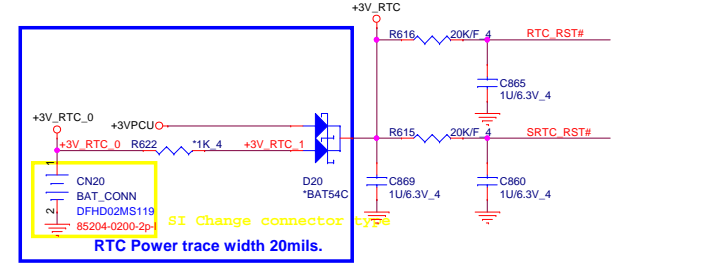 +3V_RTC
R616 20K/F_4 RTC_RST#
C865
1U/6.3V_4
+3V_RTC_0
+3VPCU
+3V_RTC_0 R622 *1K_4 +3V_RTC_1
R615 20K/F_4 SRTC_RST#
1
CN20
BAT_CONN
2
DFHD02MS119
85204-0200-2p-l
D20
*BAT54C
C869
1U/6.3V_4
C860
1U/6.3V_4
SI Change connector type
RTC Power trace width 20mils.